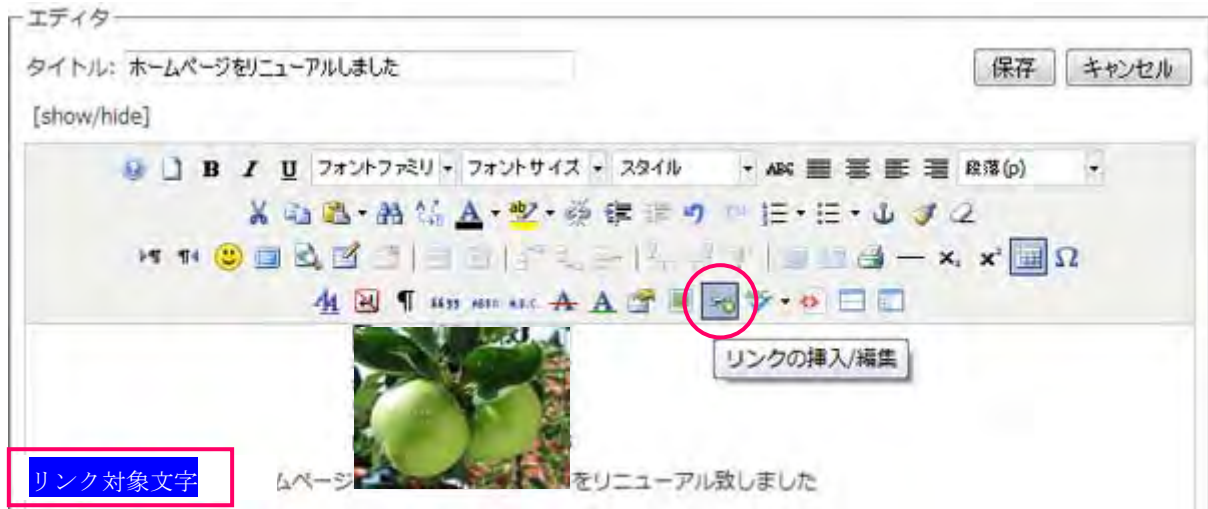 エディタ
タイトル: ホームページをリニューアルしました 保存 キャンセル
[show/hide]
B I U フォントファミリ フォントサイズ スタイル ABC 段落(p)
リンクの挿入/編集
リンク対象文字 ムページ をリニューアル致しました